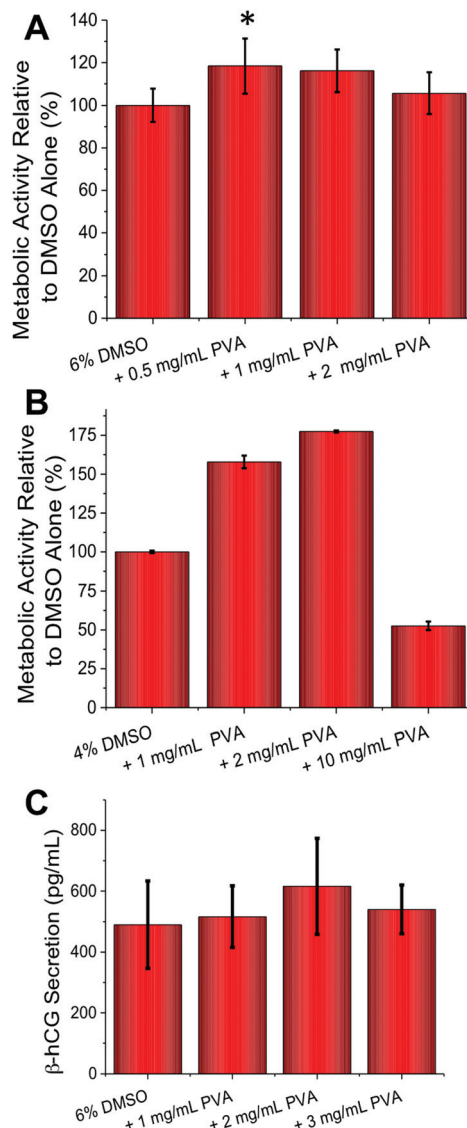 A
*
Metabolic Activity Relative
to DMSO Alone (%)
140
120
100
80
60
40
20
0
6% DMSO
+ 0.5 mg/mL PVA
+ 1 mg/mL PVA
+ 2 mg/mL PVA
B
Metabolic Activity Relative
to DMSO Alone (%)
175
150
125
100
75
50
25
0
4% DMSO
+ 1 mg/mL PVA
+ 2 mg/mL PVA
+ 10 mg/mL PVA
C
β-hCG Secretion (pg/mL)
800
600
400
200
0
6% DMSO
+ 1 mg/mL PVA
+ 2 mg/mL PVA
+ 3 mg/mL PVA